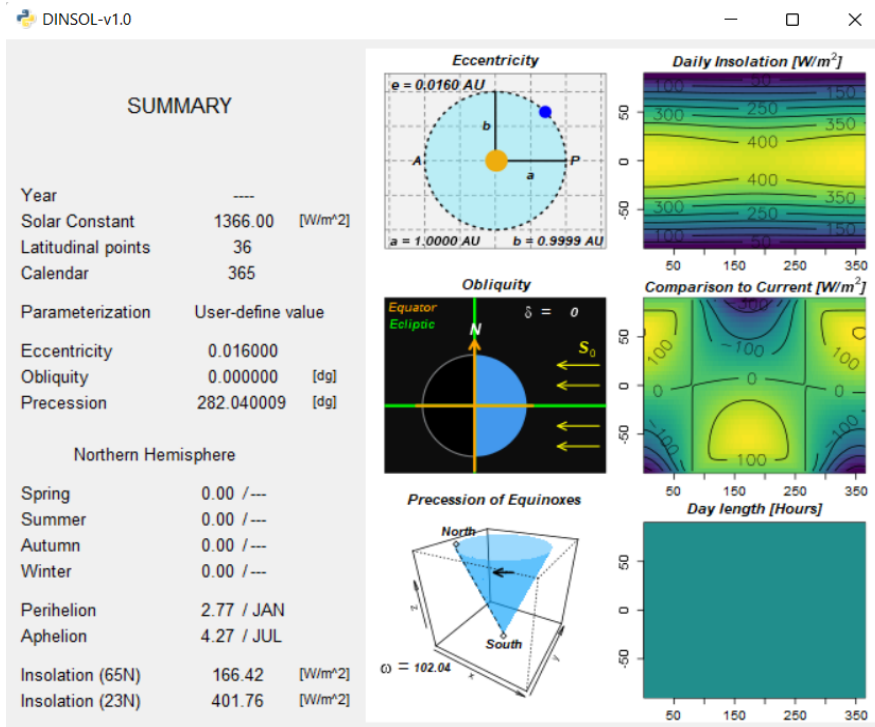 DINSOL-v1.0
SUMMARY
Year ----
Solar Constant 1366.00 [W/m^2]
Latitudinal points 36
Calendar 365
Parameterization User-define value
Eccentricity 0.016000
Obliquity 0.000000 [dg]
Precession 282.040009 [dg]
Northern Hemisphere
Spring 0.00 /---
Summer 0.00 /---
Autumn 0.00 /---
Winter 0.00 /---
Perihelion 2.77 / JAN
Aphelion 4.27 / JUL
Insolation (65N) 166.42 [W/m^2]
Insolation (23N) 401.76 [W/m^2]
Eccentricity
e = 0.0160 AU
b
A P
a
a = 1.0000 AU b = 0.9999 AU
Daily Insolation [W/m²]
100 50 150
300 250 350
400
400
300 250 350
100 50 150
50
0
-50
50 150 250 350
Obliquity
Equator
Ecliptic
δ = 0
N
S₀
Comparison to Current [W/m²]
100 -100 100
0 0 0
-100 100 -100
50
0
-50
50 150 250 350
Precession of Equinoxes
North
South
z
x
y
ω = 102.04
Day length [Hours]
50
0
-50
50 150 250 350